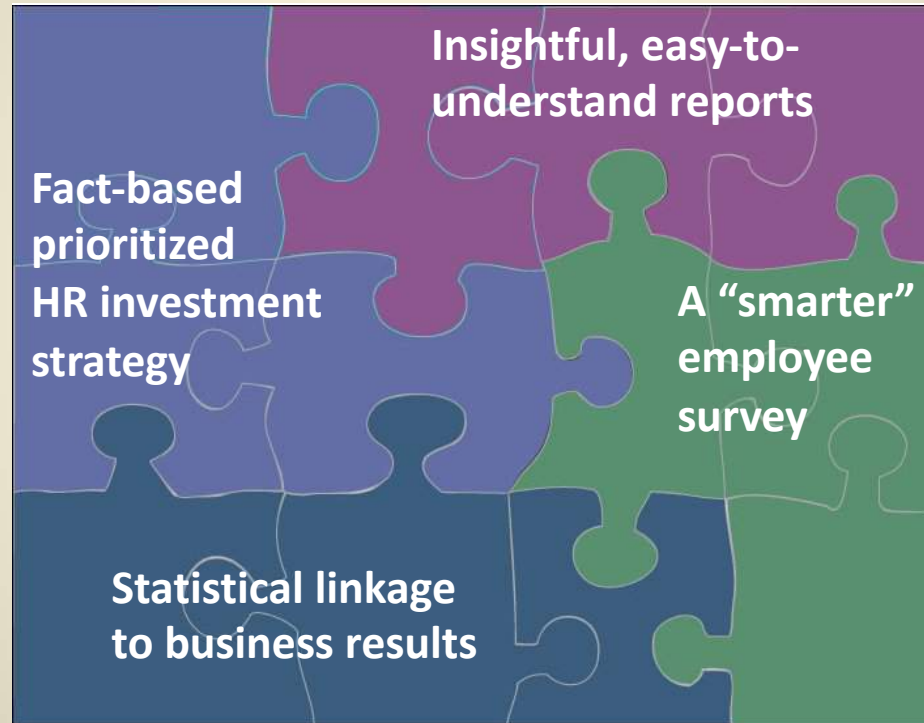 Insightful, easy-to-
understand reports
Fact-based
prioritized
HR investment
strategy
A “smarter”
employee
survey
Statistical linkage
to business results